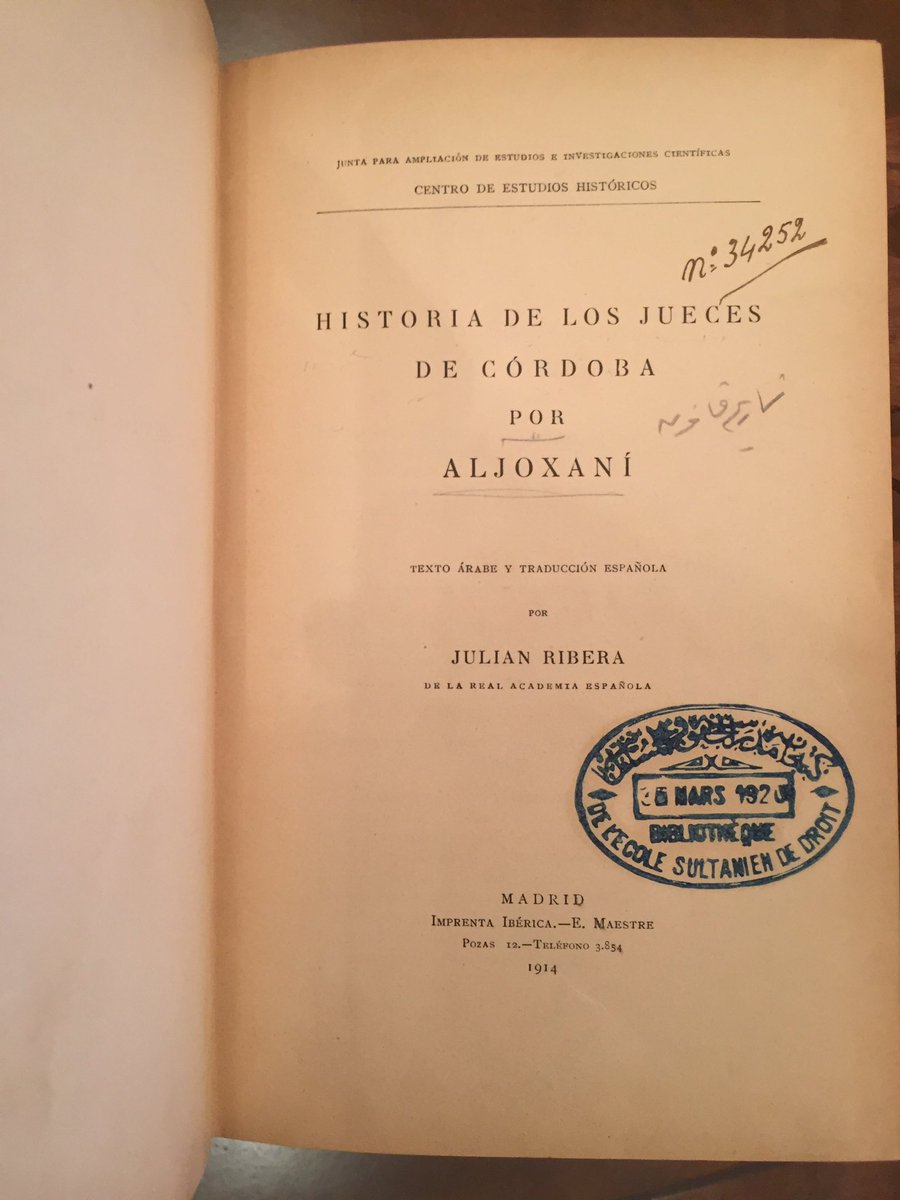 JUNTA PARA AMPLIACIÓN DE ESTUDIOS E INVESTIGACIONES CIENTÍFICAS
CENTRO DE ESTUDIOS HISTÓRICOS
nº 34252
HISTORIA DE LOS JUECES
DE CÓRDOBA
POR
ALJOXANÍ
TEXTO ÁRABE Y TRADUCCIÓN ESPAÑOLA
POR
JULIAN RIBERA
DE LA REAL ACADEMIA ESPAÑOLA
MARS 192
BIBLIOTHÉQUE
DE L'ECOLE SULTANIEH DE DROIT
MADRID
IMPRENTA IBÉRICA.—E. MAESTRE
POZAS 12.—TELÉFONO 3.854
1914